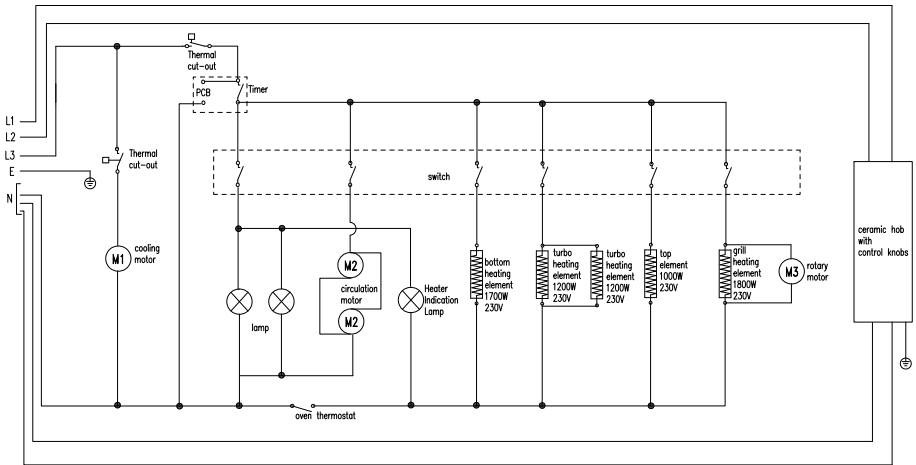 Thermal
cut-out
PCB
Timer
L1
L2
L3
E
N
Thermal
cut-out
switch
M1
cooling
motor
lamp
M2
circulation
motor
M2
Heater
Indication
Lamp
bottom
heating
element
1700W
230V
turbo
heating
element
1200W
230V
turbo
heating
element
1200W
230V
top
element
1000W
230V
grill
heating
element
1800W
230V
M3
rotary
motor
ceramic hob
with
control knobs
oven thermostat